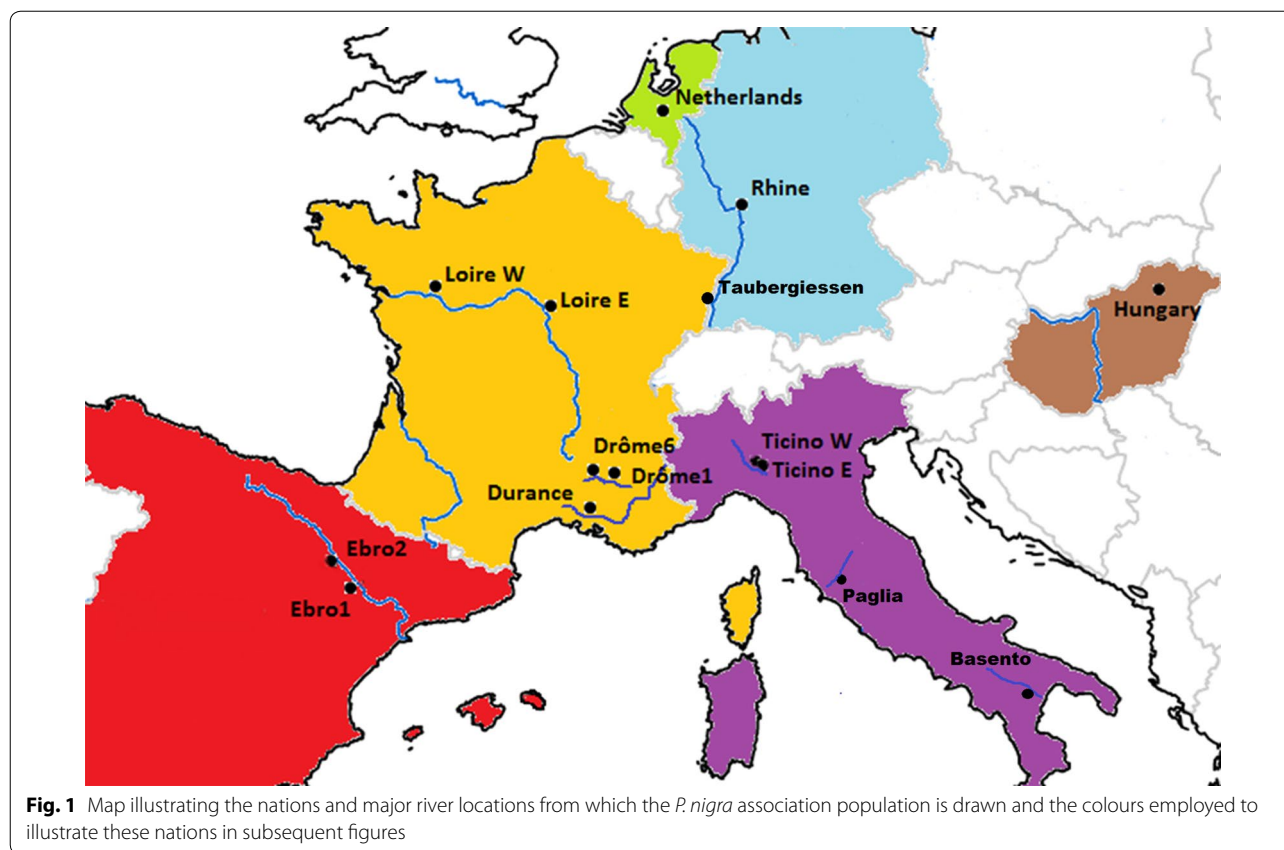 Netherlands
Rhine
Loire W
Loire E
Taubergiessen
Hungary
Drôme6
Drôme1
Ticino W
Ticino E
Durance
Ebro2
Ebro1
Paglia
Basento
Fig. 1 Map illustrating the nations and major river locations from which the P. nigra association population is drawn and the colours employed to
illustrate these nations in subsequent figures